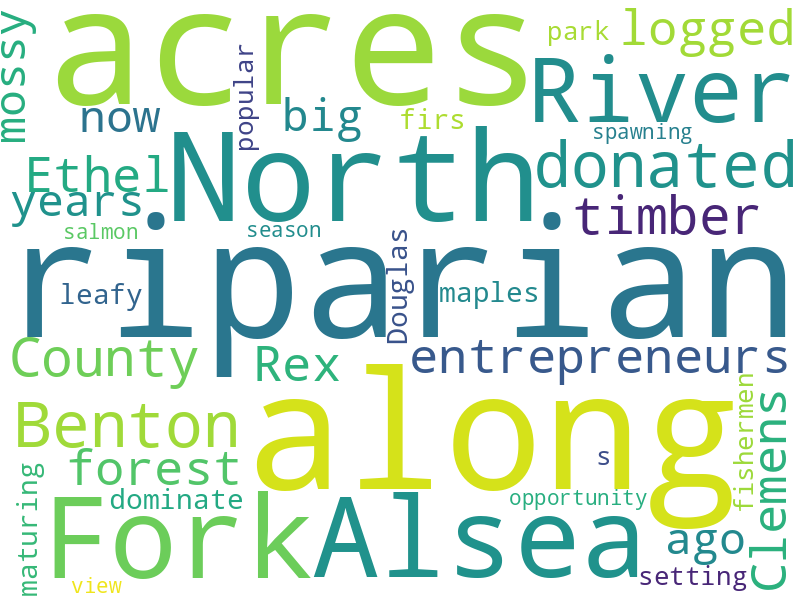 acres
mossy
popular
park
logged
River
now
big
firs
spawning
North
donated
Ethel
years
timber
salmon
season
riparian
leafy
Douglas
maples
County
Rex
entrepreneurs
along
Benton
fishermen
Clemens
forest
s
maturing
dominate
opportunity
Fork
Alsea
ago
setting
view